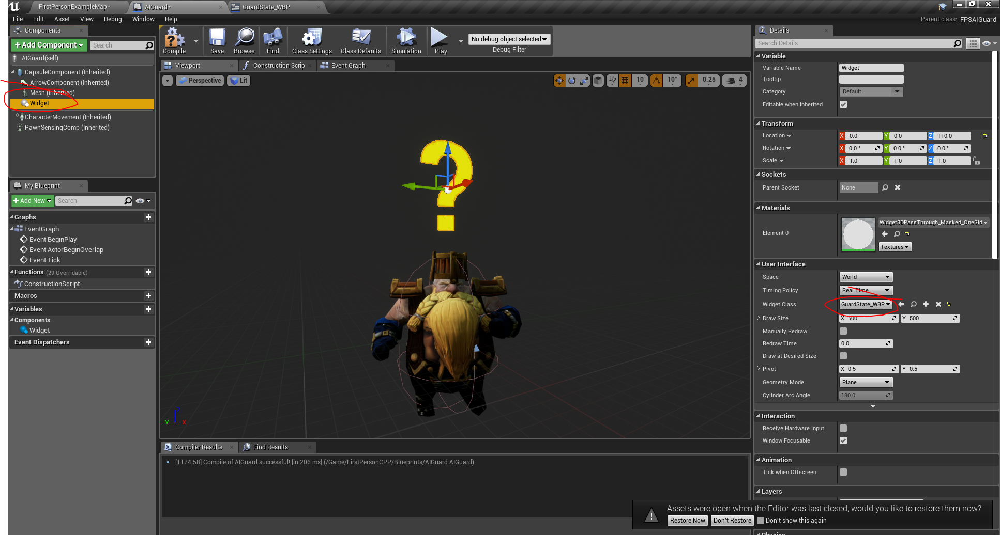 FirstPersonExampleMap*
AIGuard*
GuardState_WBP
File Edit Asset View Debug Window Help
Parent class: FPSAIGuard
Components
+Add Component
Search
AIGuard(self)
CapsuleComponent (Inherited)
ArrowComponent (Inherited)
Mesh (Inherited)
Widget
CharacterMovement (Inherited)
PawnSensingComp (Inherited)
My Blueprint
+Add New
Search
Graphs
EventGraph
Event BeginPlay
Event ActorBeginOverlap
Event Tick
Functions (29 Overridable)
ConstructionScript
Macros
Variables
Components
Widget
Event Dispatchers
Compile
Save
Browse
Find
Class Settings
Class Defaults
Simulation
Play
No debug object selected
Debug Filter
Viewport
Construction Scrip
Event Graph
Perspective
Lit
10
10°
0.25
4
?
Z
Y
X
Compiler Results
Find Results
[1174.58] Compile of AIGuard successful! [in 206 ms] (/Game/FirstPersonCPP/Blueprints/AIGuard.AIGuard)
Details
Search Details
Variable
Variable Name Widget
Tooltip
Category Default
Editable when Inherited
Transform
Location X 0.0 Y 0.0 Z 110.0
Rotation X 0.0 ° Y 0.0 ° Z 0.0 °
Scale X 1.0 Y 1.0 Z 1.0
Sockets
Parent Socket None
Materials
Element 0
Widget3DPassThrough_Masked_OneSid
Textures
User Interface
Space World
Timing Policy Real Time
Widget Class GuardState_WBP
Draw Size X 500 Y 500
Manually Redraw
Redraw Time 0.0
Draw at Desired Size
Pivot X 0.5 Y 0.5
Geometry Mode Plane
Cylinder Arc Angle 180.0
Interaction
Receive Hardware Input
Window Focusable
Animation
Tick when Offscreen
Layers
Assets were open when the Editor was last closed, would you like to restore them now?
Restore Now Don't Restore Don't show this again